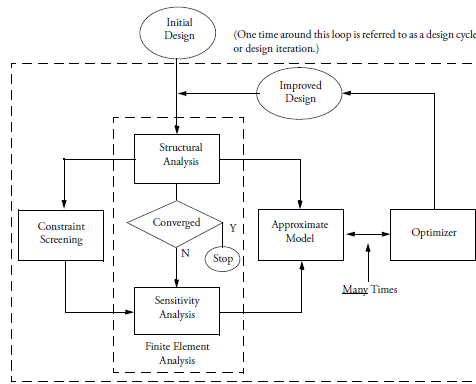 Initial
Design
(One time around this loop is referred to as a design cycle
or design iteration.)
Improved
Design
Structural
Analysis
Constraint
Screening
Converged
Y
N
Stop
Approximate
Model
Optimizer
Many Times
Sensitivity
Analysis
Finite Element
Analysis